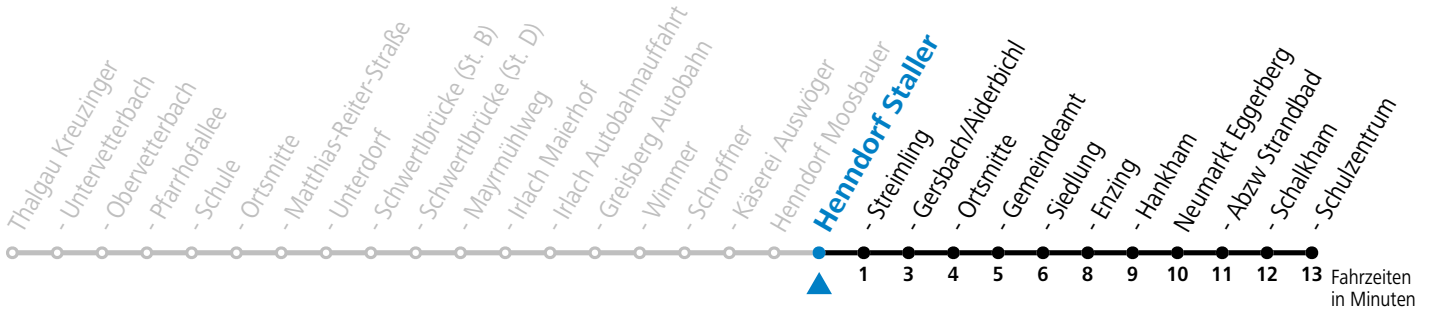 Thalgau Kreuzinger
- Untervetterbach
- Obervetterbach
- Pfarrhofallee
- Schule
- Ortsmitte
- Matthias-Reiter-Straße
- Unterdorf
- Schwertlbrücke (St. B)
- Schwertlbrücke (St. D)
- Mayrmühlweg
- Irlach Maierhof
- Irlach Autobahnauffahrt
- Greisberg Autobahn
- Wimmer
- Schroffner
- Käserei Auswöger
Henndorf Moosbauer
Henndorf Staller
- Streimling
- Gersbach/Aiderbichl
- Ortsmitte
- Gemeindeamt
- Siedlung
- Enzing
- Hankham
Neumarkt Eggerberg
- Abzw Strandbad
- Schalkham
- Schulzentrum
1 3 4 5 6 8 9 10 11 12 13
Fahrzeiten
in Minuten